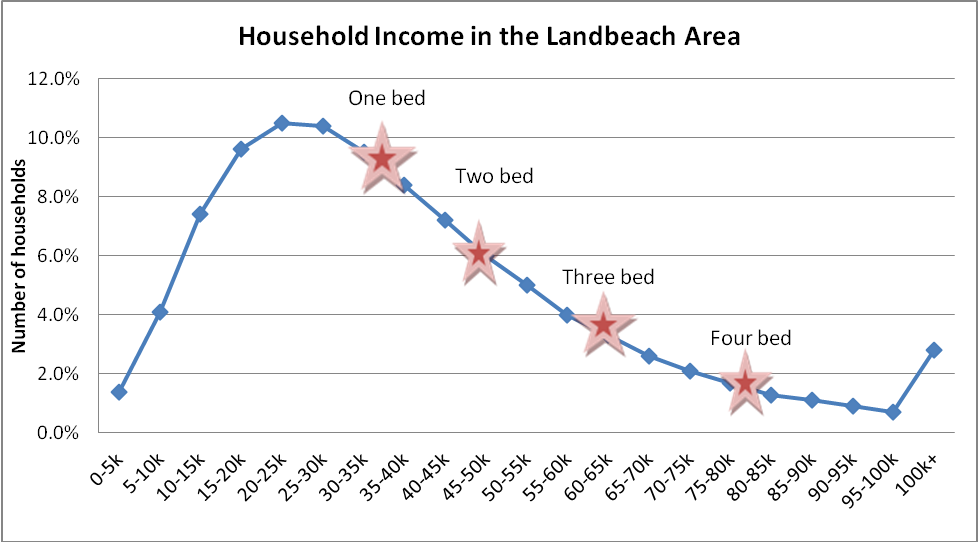 Household Income in the Landbeach Area
Number of households
12.0%
10.0%
8.0%
6.0%
4.0%
2.0%
0.0%
One bed
Two bed
Three bed
Four bed
0-5k
5-10k
10-15k
15-20k
20-25k
25-30k
30-35k
35-40k
40-45k
45-50k
50-55k
55-60k
60-65k
65-70k
70-75k
75-80k
80-85k
85-90k
90-95k
95-100k
100k+